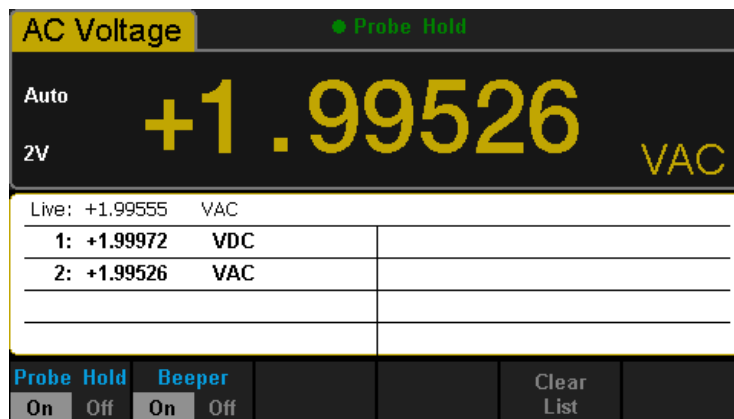 AC Voltage
Probe Hold
Auto
+1.99526
2V
VAC
Live: +1.99555 VAC
1: +1.99972 VDC
2: +1.99526 VAC
Probe Hold Beeper Clear
On Off On Off List